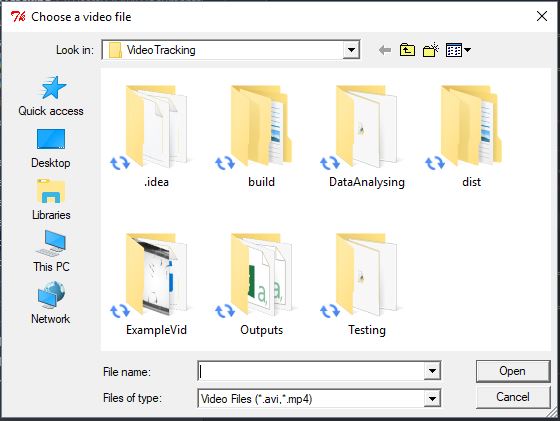 Choose a video file
Look in:
VideoTracking
Quick access
Desktop
Libraries
This PC
Network
.idea
build
DataAnalysing
dist
ExampleVid
Outputs
Testing
File name:
Open
Files of type:
Video Files (*.avi,*.mp4)
Cancel